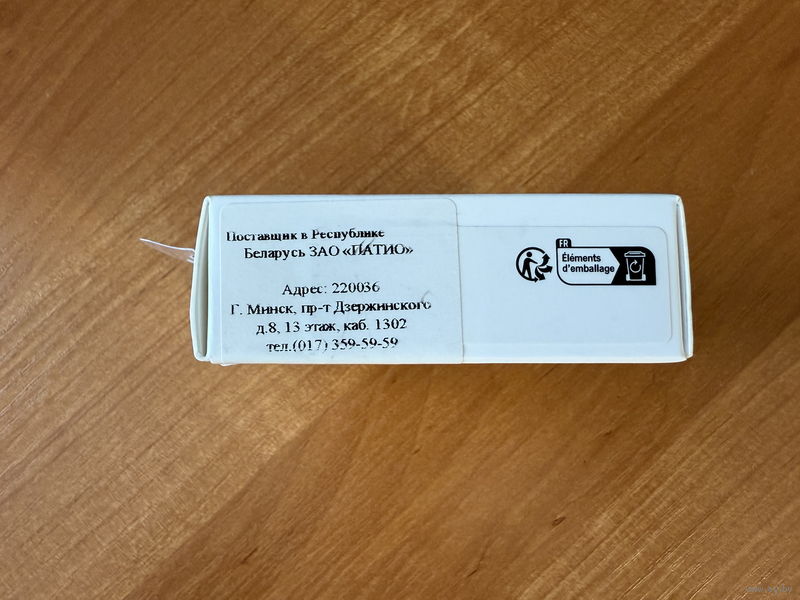 Поставщик в Республике
Беларусь ЗАО «ПАТИО»
Адрес: 220036
Г. Минск, пр-т Дзержинского
д.8, 13 этаж, каб. 1302
тел.(017) 359-59-59
FR
Éléments
d'emballage